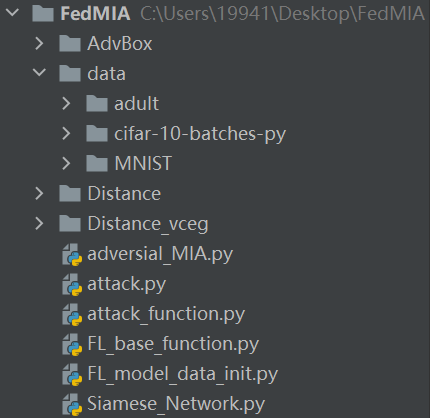 FedMIA C:\Users\19941\Desktop\FedMIA
AdvBox
data
adult
cifar-10-batches-py
MNIST
Distance
Distance_vceg
adversial_MIA.py
attack.py
attack_function.py
FL_base_function.py
FL_model_data_init.py
Siamese_Network.py